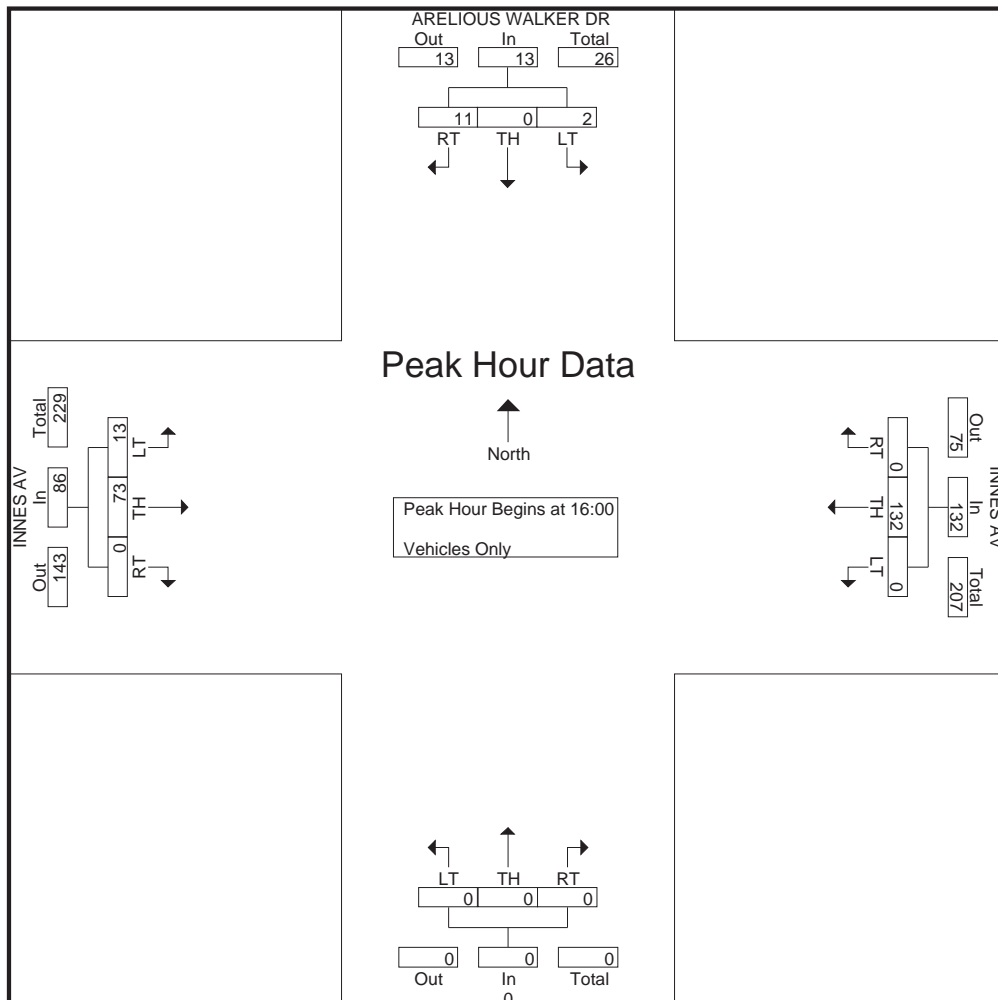 ARELIOUS WALKER DR
Out In Total
13 13 26
11 0 2
RT TH LT
Peak Hour Data
North
Peak Hour Begins at 16:00
Vehicles Only
INNES AV
Total In Out
229 86 143
13 73 0
LT TH RT
INNES AV
Out In Total
75 132 207
0 132 0
RT TH LT
LT TH RT
0 0 0
0 0 0
Out In Total
0